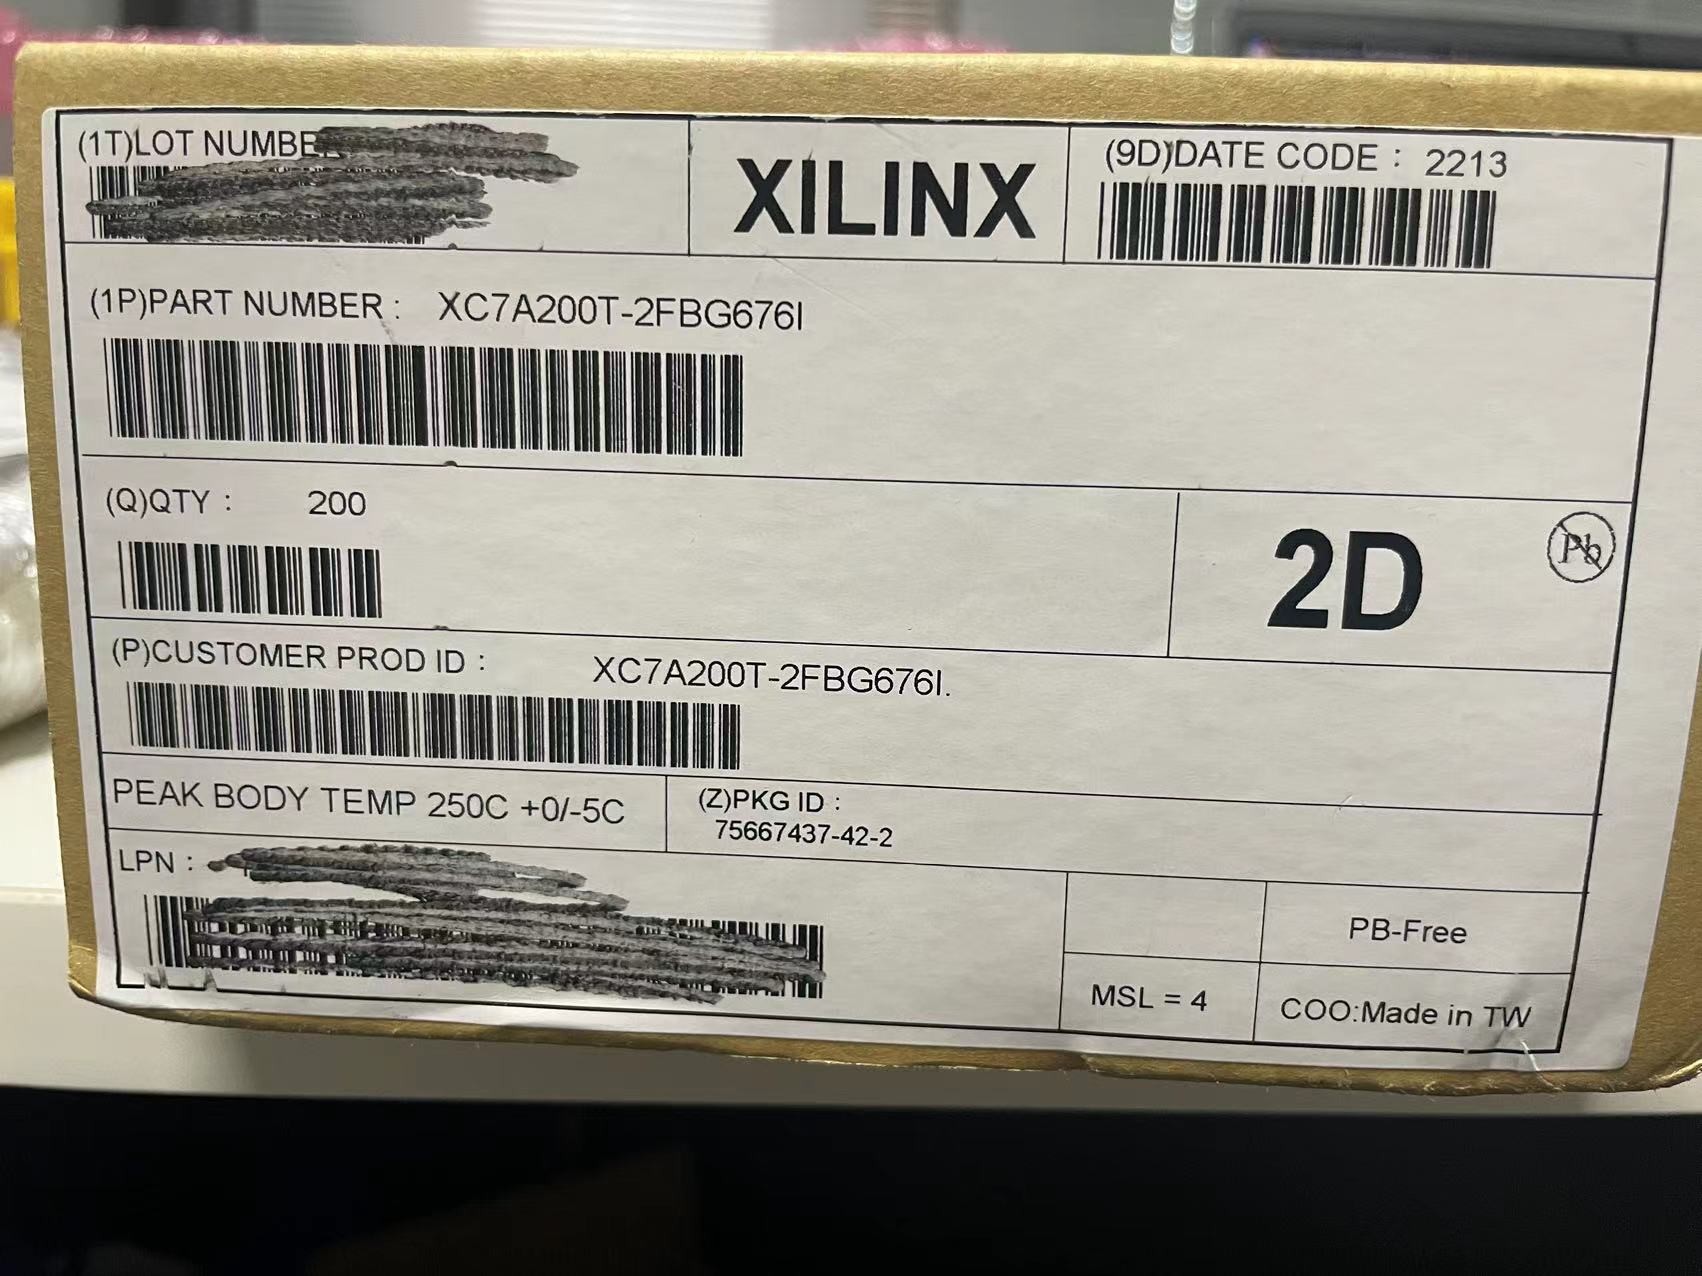 (1T)LOT NUMBE
XILINX
(9D)DATE CODE : 2213
(1P)PART NUMBER : XC7A200T-2FBG676I
(Q)QTY : 200
2D
Pb
(P)CUSTOMER PROD ID : XC7A200T-2FBG676I.
PEAK BODY TEMP 250C +0/-5C
(Z)PKG ID :
75667437-42-2
LPN :
PB-Free
MSL = 4
COO:Made in TW